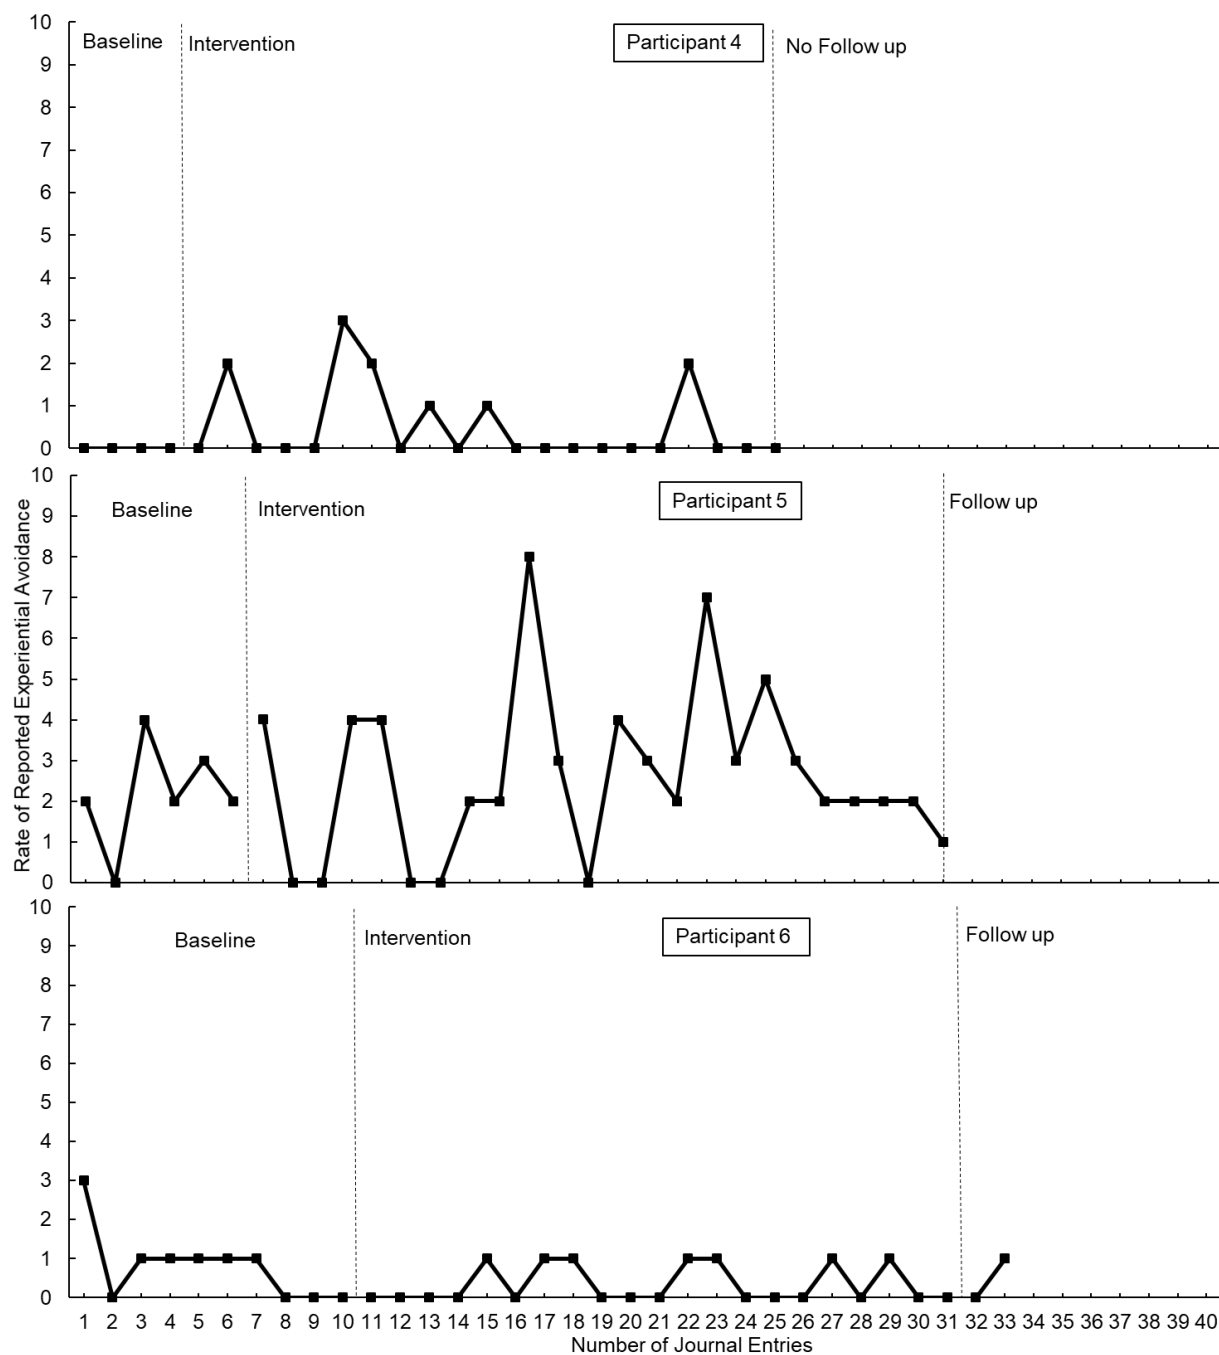 10
Baseline
Intervention
Participant 4
No Follow up
9
8
7
6
5
4
3
2
1
0
Rate of Reported Experiential Avoidance
10
Baseline
Intervention
Participant 5
Follow up
9
8
7
6
5
4
3
2
1
0
10
Baseline
Intervention
Participant 6
Follow up
9
8
7
6
5
4
3
2
1
0
1 2 3 4 5 6 7 8 9 10 11 12 13 14 15 16 17 18 19 20 21 22 23 24 25 26 27 28 29 30 31 32 33 34 35 36 37 38 39 40
Number of Journal Entries